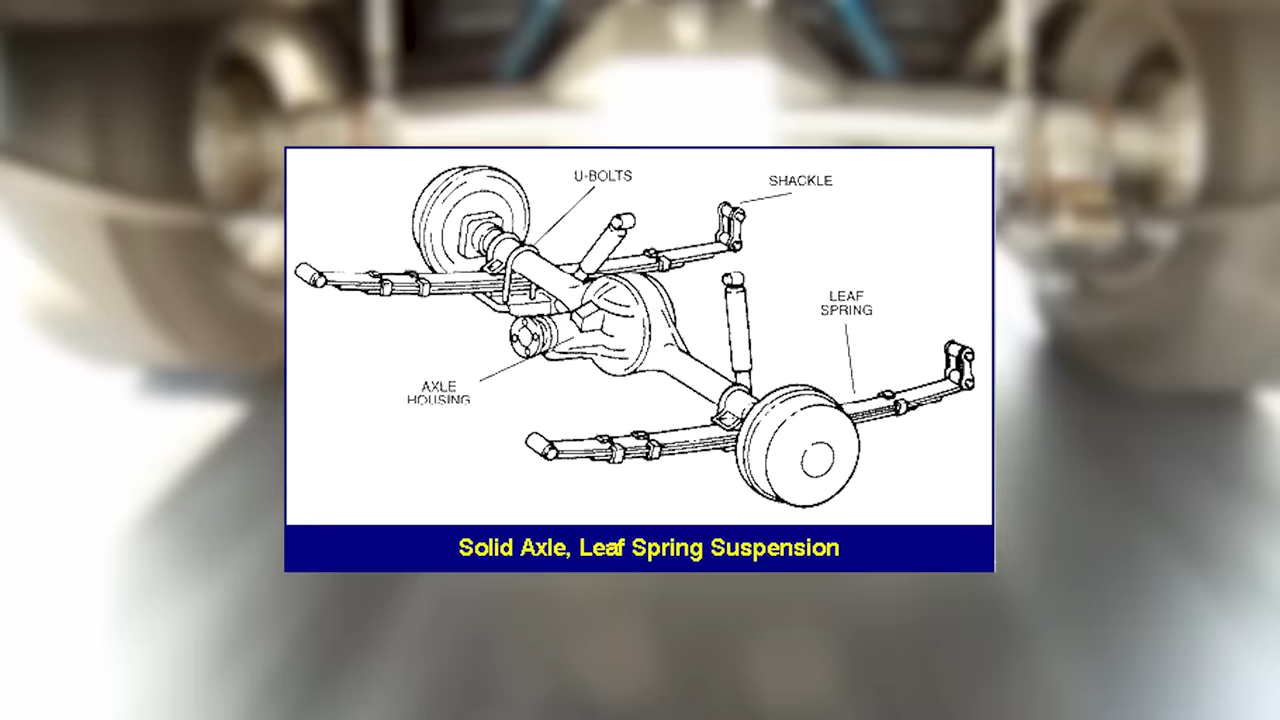 U-BOLTS
SHACKLE
LEAF
SPRING
AXLE
HOUSING
Solid Axle, Leaf Spring Suspension